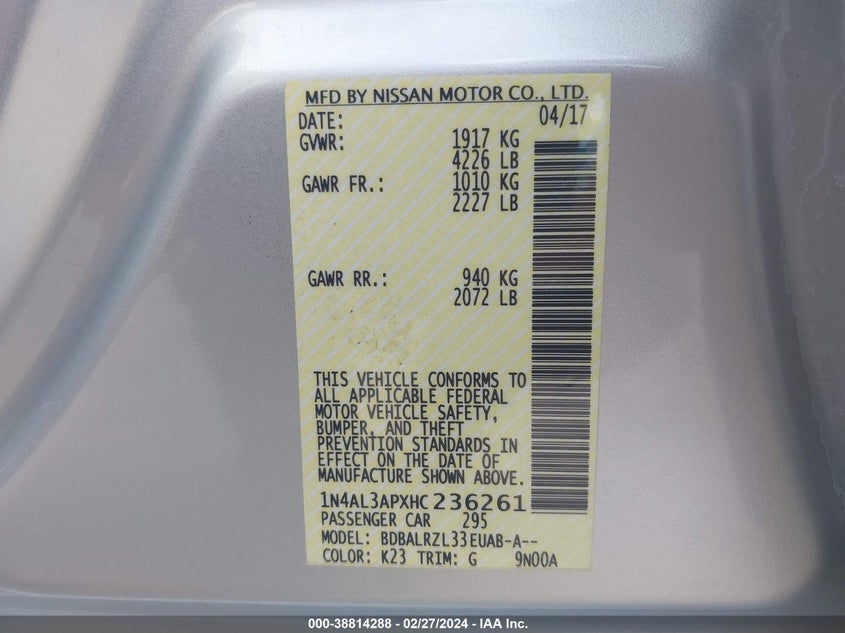 MFD BY NISSAN MOTOR CO., LTD.
DATE: 04/17
GVWR: 1917 KG
4226 LB
GAWR FR.: 1010 KG
2227 LB
GAWR RR.: 940 KG
2072 LB
THIS VEHICLE CONFORMS TO
ALL APPLICABLE FEDERAL
MOTOR VEHICLE SAFETY,
BUMPER, AND THEFT
PREVENTION STANDARDS IN
EFFECT ON THE DATE OF
MANUFACTURE SHOWN ABOVE.
1N4AL3APXHC236261
PASSENGER CAR 295
MODEL: BDBALRZL33EUAB-A--
COLOR: K23 TRIM: G 9N00A
000-38814288 - 02/27/2024 - IAA Inc.